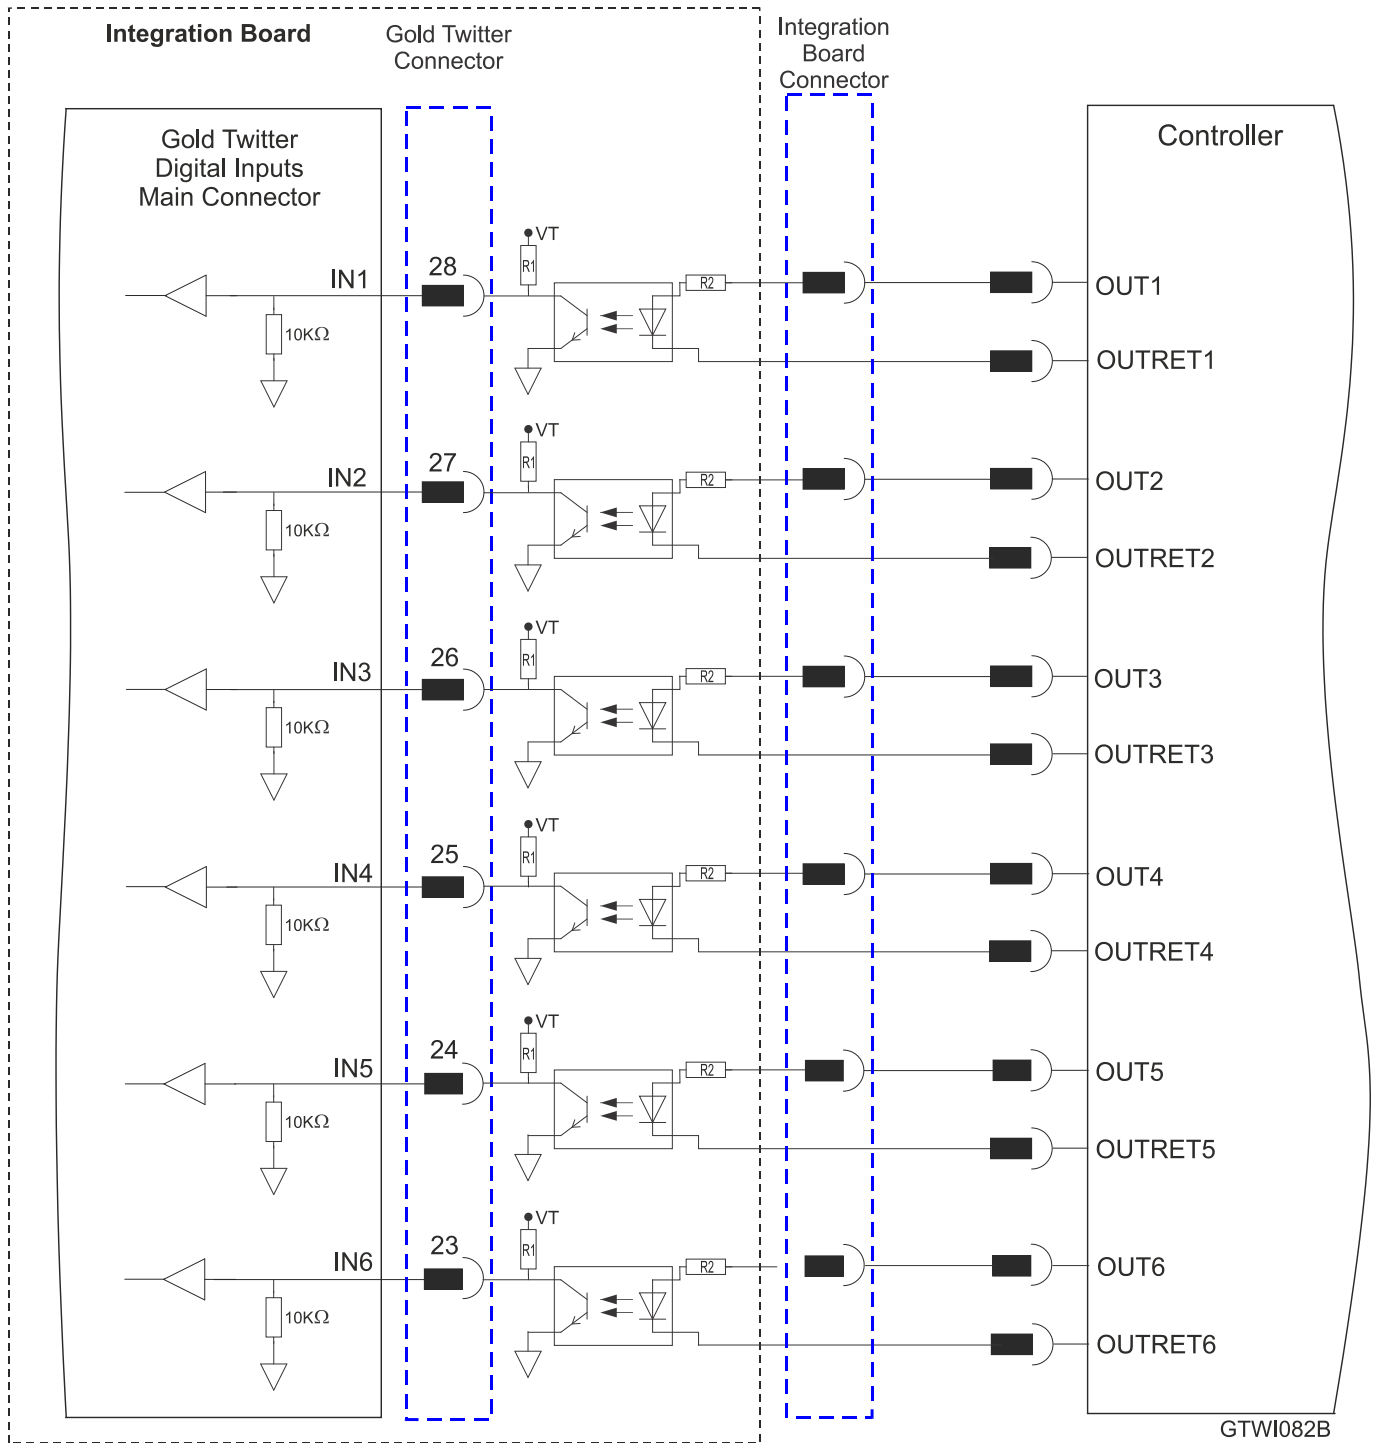 Integration Board
Gold Twitter
Connector
Integration
Board
Connector
Gold Twitter
Digital Inputs
Main Connector
Controller
VT
R1
IN1
28
R2
OUT1
10KΩ
OUTRET1
VT
R1
IN2
27
R2
OUT2
10KΩ
OUTRET2
VT
R1
IN3
26
R2
OUT3
10KΩ
OUTRET3
VT
R1
IN4
25
R2
OUT4
10KΩ
OUTRET4
VT
R1
IN5
24
R2
OUT5
10KΩ
OUTRET5
VT
R1
IN6
23
R2
OUT6
10KΩ
OUTRET6
GTWI082B